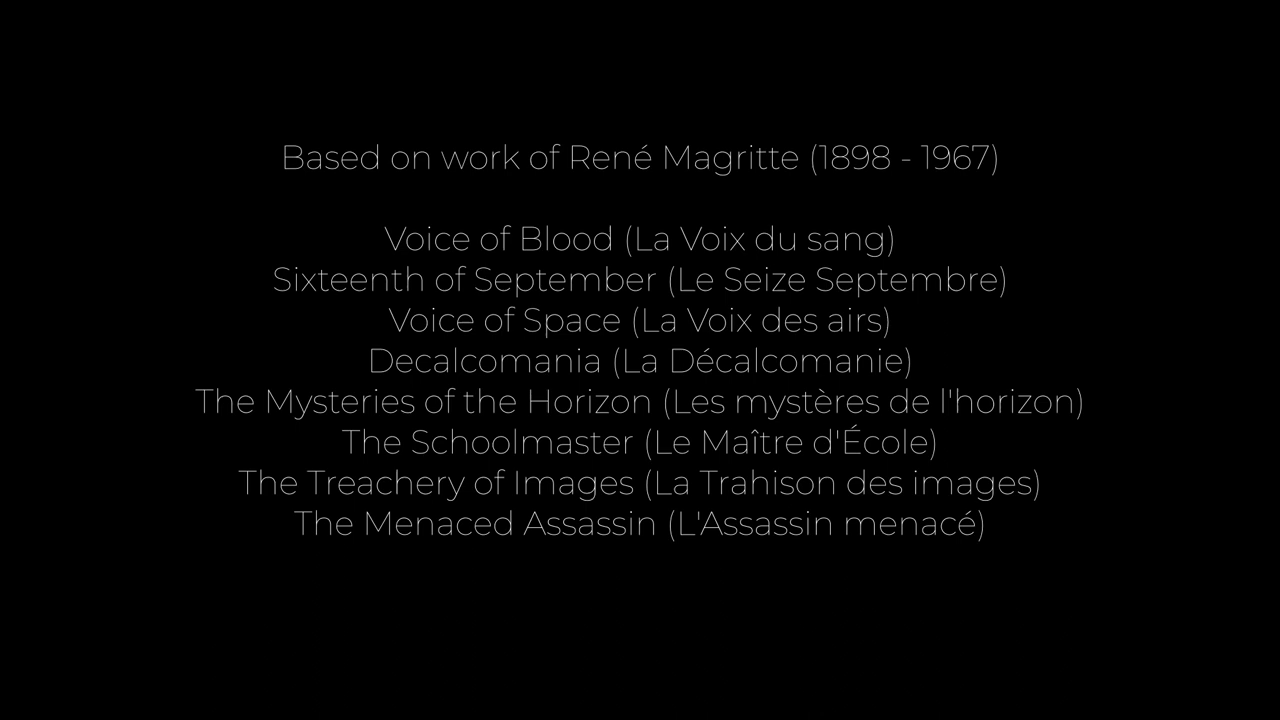 Based on work of René Magritte (1898 - 1967)
Voice of Blood (La Voix du sang)
Sixteenth of September (Le Seize Septembre)
Voice of Space (La Voix des airs)
Decalcomania (La Décalcomanie)
The Mysteries of the Horizon (Les mystères de l'horizon)
The Schoolmaster (Le Maître d'École)
The Treachery of Images (La Trahison des images)
The Menaced Assassin (L'Assassin menacé)